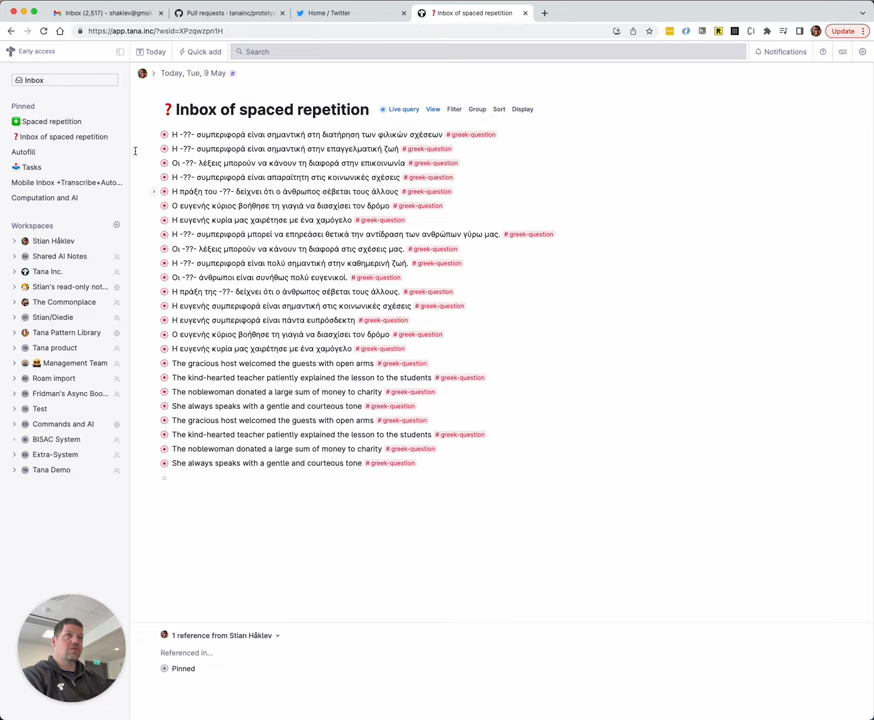 Inbox (2,517) - shaklev@gmail
Pull requests · tanainc/prototyp
Home / Twitter
❓ Inbox of spaced repetition
https://app.tana.inc/?wsid=XPzqwzpn1H
Update
Early access
Today
Quick add
Search
Notifications
Inbox
Today, Tue, 9 May #
Pinned
Spaced repetition
❓ Inbox of spaced repetition
Autofill
Tasks
Mobile Inbox +Transcribe+Auto...
Computation and AI
Workspaces
Stian Håklev
Shared AI Notes
Tana Inc.
Stian's read-only not...
The Commonplace
Stian/Diedie
Tana Pattern Library
Tana product
Management Team
Roam import
Fridman's Async Boo...
Test
Commands and AI
BISAC System
Extra-System
Tana Demo
❓ Inbox of spaced repetition
Live query View Filter Group Sort Display
Η -??- συμπεριφορά είναι σημαντική στη διατήρηση των φιλικών σχέσεων # greek-question
Η -??- συμπεριφορά είναι σημαντική στην επαγγελματική ζωή # greek-question
Οι -??- λέξεις μπορούν να κάνουν τη διαφορά στην επικοινωνία # greek-question
Η -??- συμπεριφορά είναι απαραίτητη στις κοινωνικές σχέσεις # greek-question
Η πράξη του -??- δείχνει ότι ο άνθρωπος σέβεται τους άλλους # greek-question
Ο ευγενής κύριος βοήθησε τη γιαγιά να διασχίσει τον δρόμο # greek-question
Η ευγενής κυρία μας χαιρέτησε με ένα χαμόγελο # greek-question
Η -??- συμπεριφορά μπορεί να επηρεάσει θετικά την αντίδραση των ανθρώπων γύρω μας. # greek-question
Οι -??- λέξεις μπορούν να κάνουν τη διαφορά στις σχέσεις μας. # greek-question
Η -??- συμπεριφορά είναι πολύ σημαντική στην καθημερινή ζωή. # greek-question
Οι -??- άνθρωποι είναι συνήθως πολύ ευγενικοί. # greek-question
Η πράξη της -??- δείχνει ότι ο άνθρωπος σέβεται τους άλλους. # greek-question
Η ευγενής συμπεριφορά είναι σημαντική στις κοινωνικές σχέσεις # greek-question
Η ευγενής συμπεριφορά είναι πάντα ευπρόσδεκτη # greek-question
Ο ευγενής κύριος βοήθησε τη γιαγιά να διασχίσει τον δρόμο # greek-question
Η ευγενής κυρία μας χαιρέτησε με ένα χαμόγελο # greek-question
The gracious host welcomed the guests with open arms # greek-question
The kind-hearted teacher patiently explained the lesson to the students # greek-question
The noblewoman donated a large sum of money to charity # greek-question
She always speaks with a gentle and courteous tone # greek-question
The gracious host welcomed the guests with open arms # greek-question
The kind-hearted teacher patiently explained the lesson to the students # greek-question
The noblewoman donated a large sum of money to charity # greek-question
She always speaks with a gentle and courteous tone # greek-question
1 reference from Stian Håklev
Referenced in...
Pinned